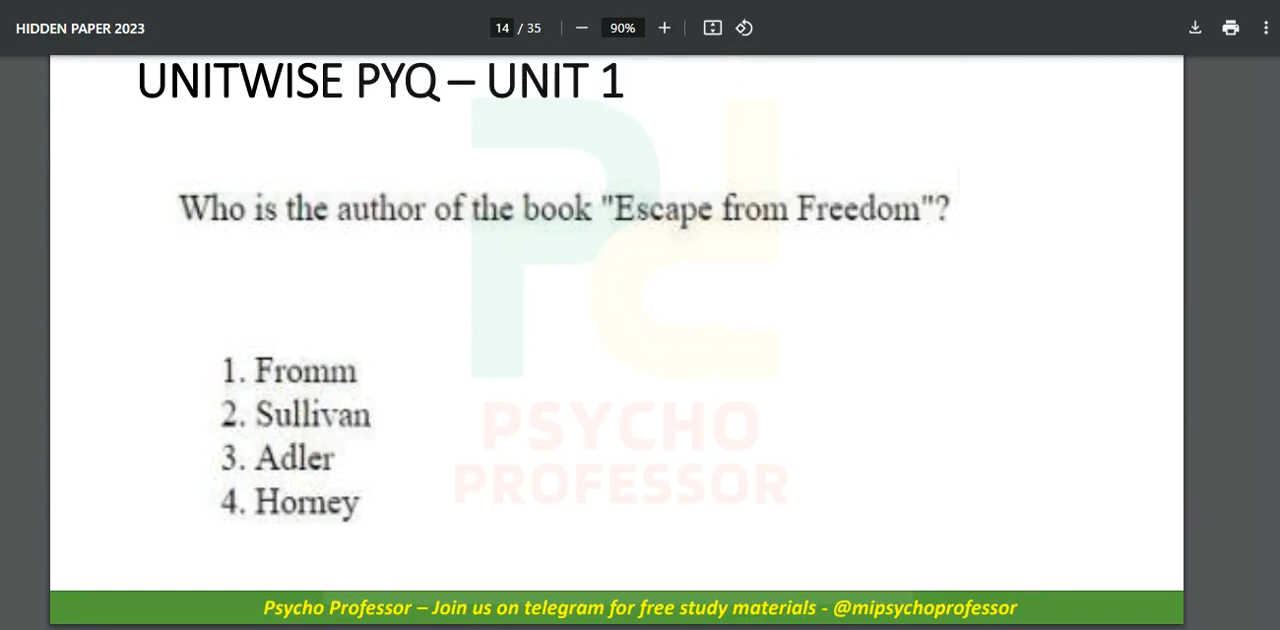 HIDDEN PAPER 2023
14 / 35
90%
UNITWISE PYQ – UNIT 1
Who is the author of the book "Escape from Freedom"?
1. Fromm
2. Sullivan
3. Adler
4. Horney
PSYCHO
PROFESSOR
Psycho Professor – Join us on telegram for free study materials - @mipsychoprofessor